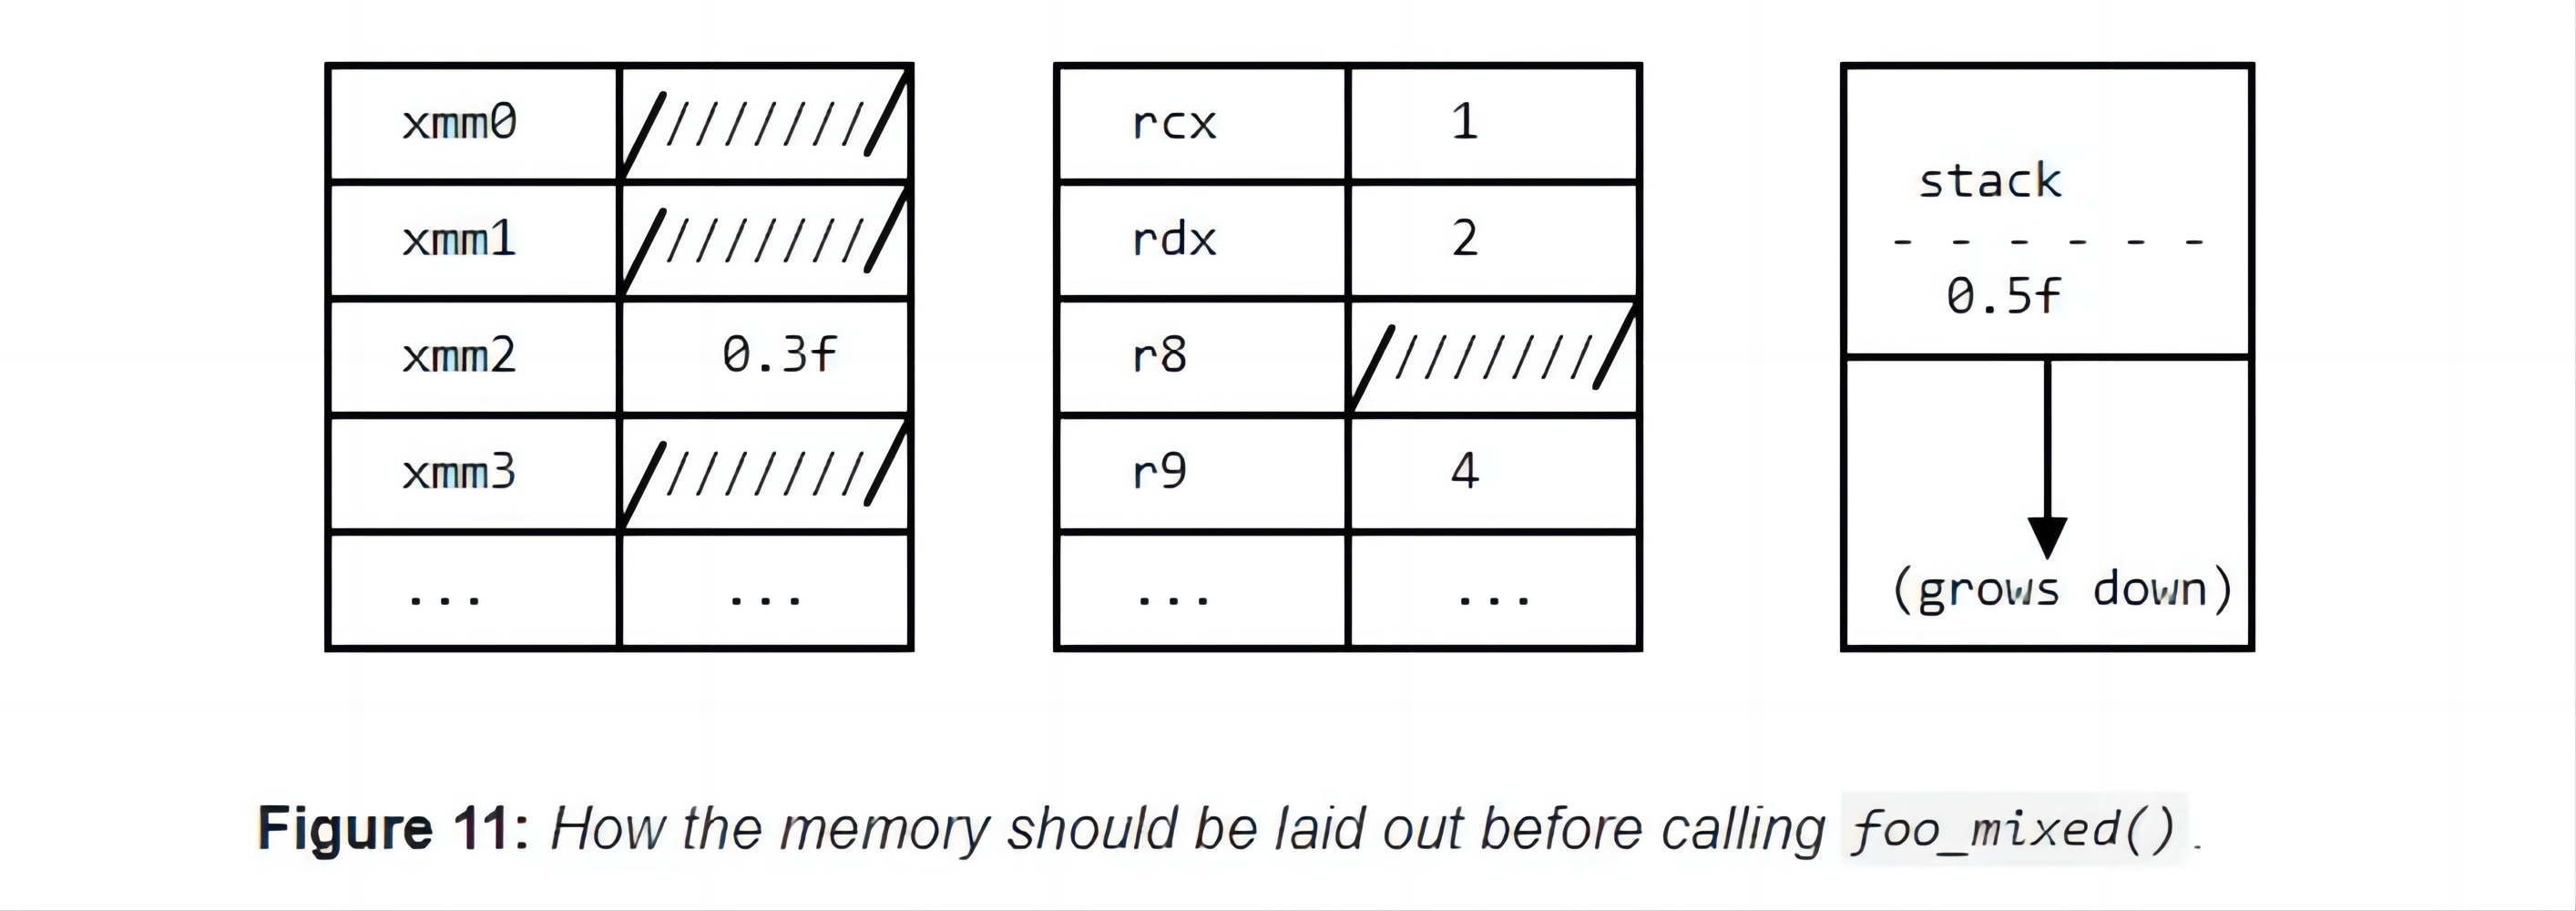 xmm0 ///////// rcx 1
stack
xmm1 ///////// rdx 2
- - - - - -
0.5f
xmm2 0.3f r8 /////////
xmm3 ///////// r9 4
... ... ... ...
(grows down)
Figure 11: How the memory should be laid out before calling foo_mixed().